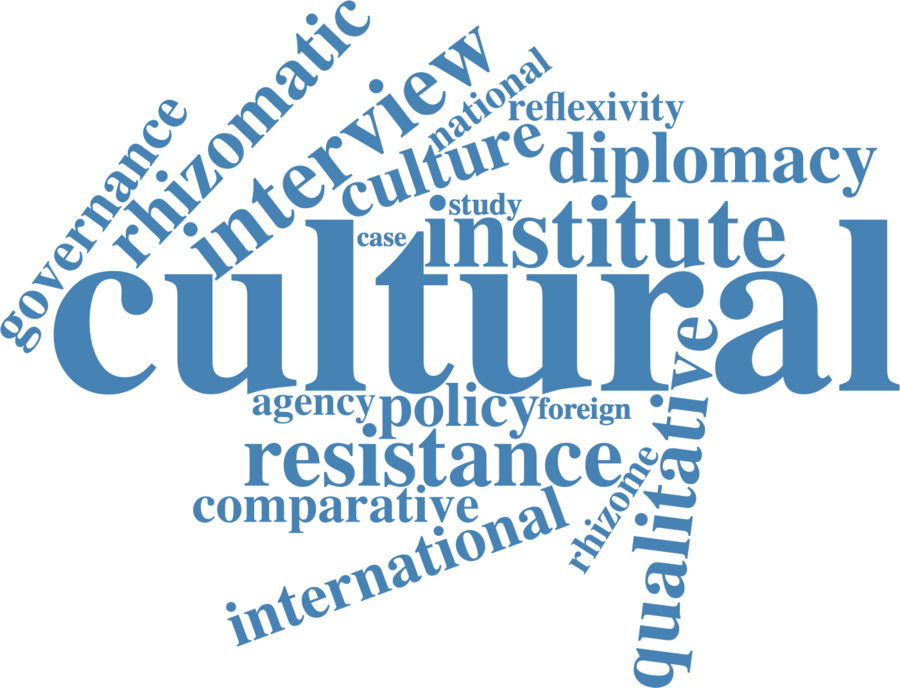 rhizomatic
interview
national
governance
reflexivity
culture
diplomacy
study
institute
case
cultural
agency
policy
foreign
qualitative
resistance
rhizome
comparative
international